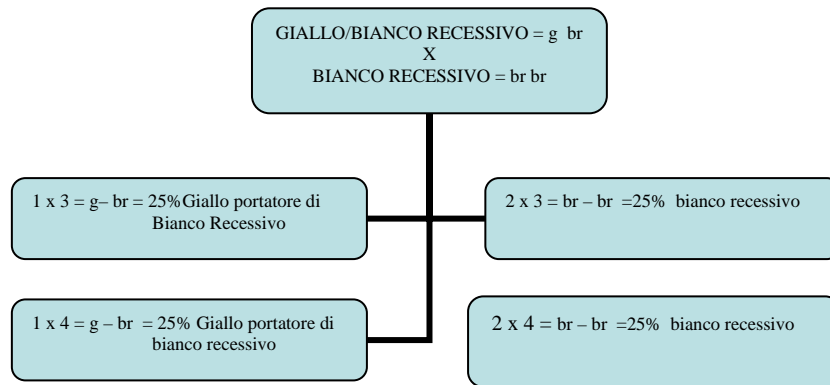 GIALLO/BIANCO RECESSIVO = g br
X
BIANCO RECESSIVO = br br
1 x 3 = g– br = 25% Giallo portatore di
Bianco Recessivo
2 x 3 = br – br =25% bianco recessivo
1 x 4 = g – br = 25% Giallo portatore di
bianco recessivo
2 x 4 = br – br =25% bianco recessivo